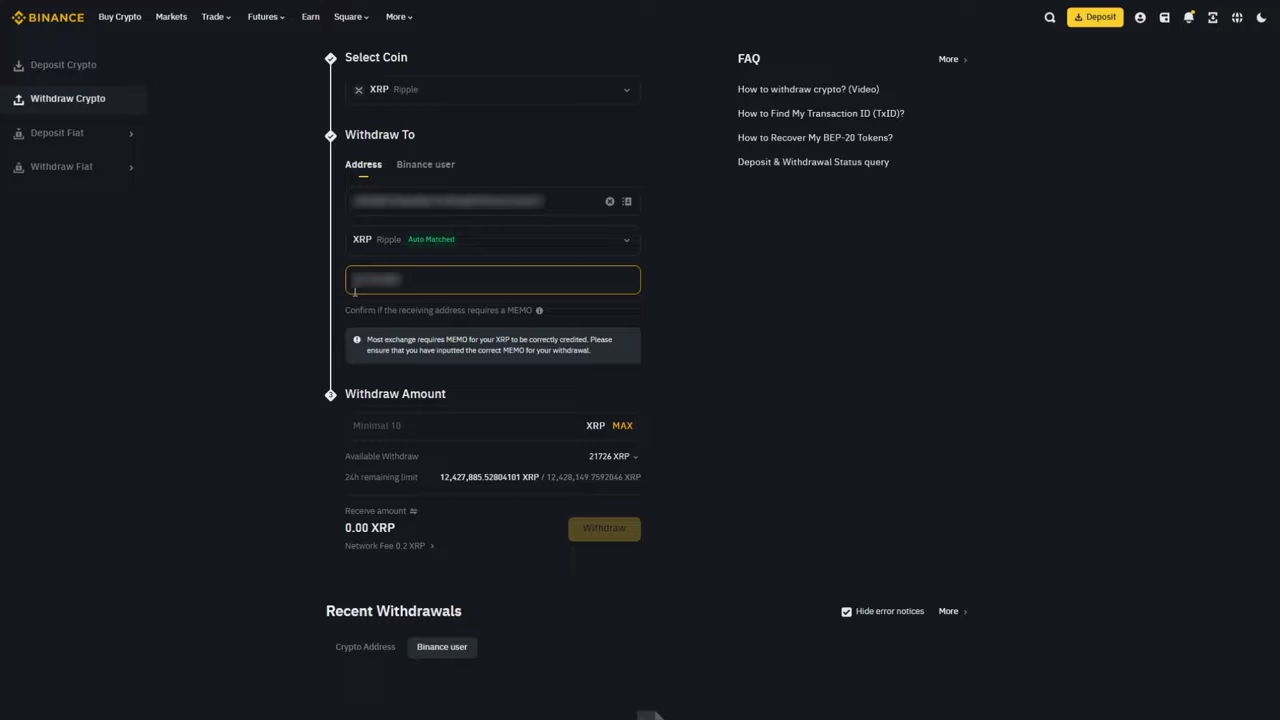 BINANCE Buy Crypto Markets Trade Futures Earn Square More Deposit
Deposit Crypto
Withdraw Crypto
Deposit Fiat
Withdraw Fiat
Select Coin
XRP Ripple
Withdraw To
Address Binance user
XRP Ripple Auto Matched
Confirm if the receiving address requires a MEMO
Most exchange requires MEMO for your XRP to be correctly credited. Please
ensure that you have inputted the correct MEMO for your withdrawal.
3 Withdraw Amount
Minimal 10 XRP MAX
Available Withdraw 21726 XRP
24h remaining limit 12,427,885.52804101 XRP / 12,428,149.7592046 XRP
Receive amount
0.00 XRP Withdraw
Network Fee 0.2 XRP
FAQ More
How to withdraw crypto? (Video)
How to Find My Transaction ID (TxID)?
How to Recover My BEP-20 Tokens?
Deposit & Withdrawal Status query
Recent Withdrawals Hide error notices More
Crypto Address Binance user